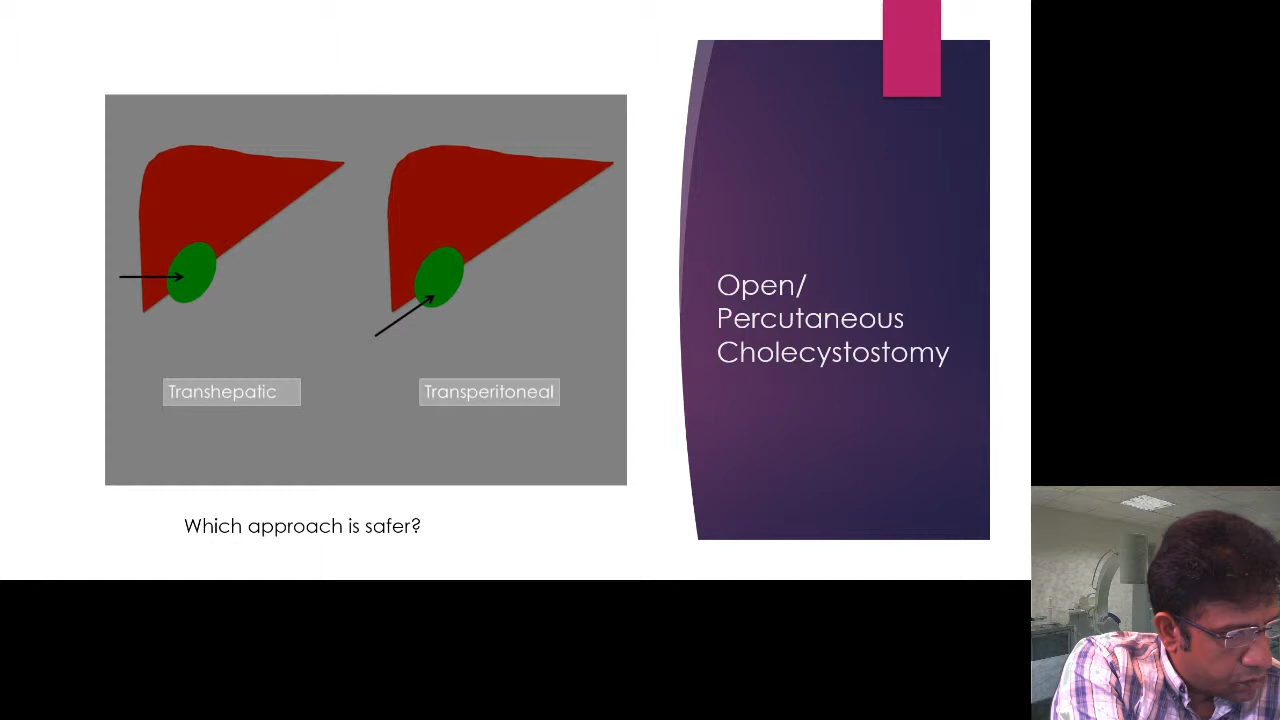 Transhepatic
Transperitoneal
Which approach is safer?
Open/
Percutaneous
Cholecystostomy